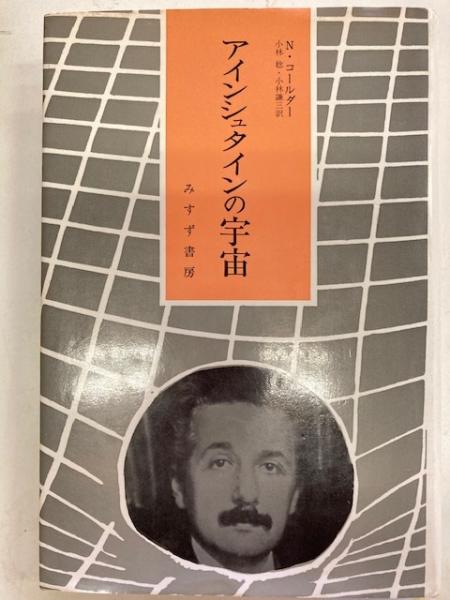 N・コールダー
小林 稔・小林謙三訳
アインシュタインの宇宙
みすず書房